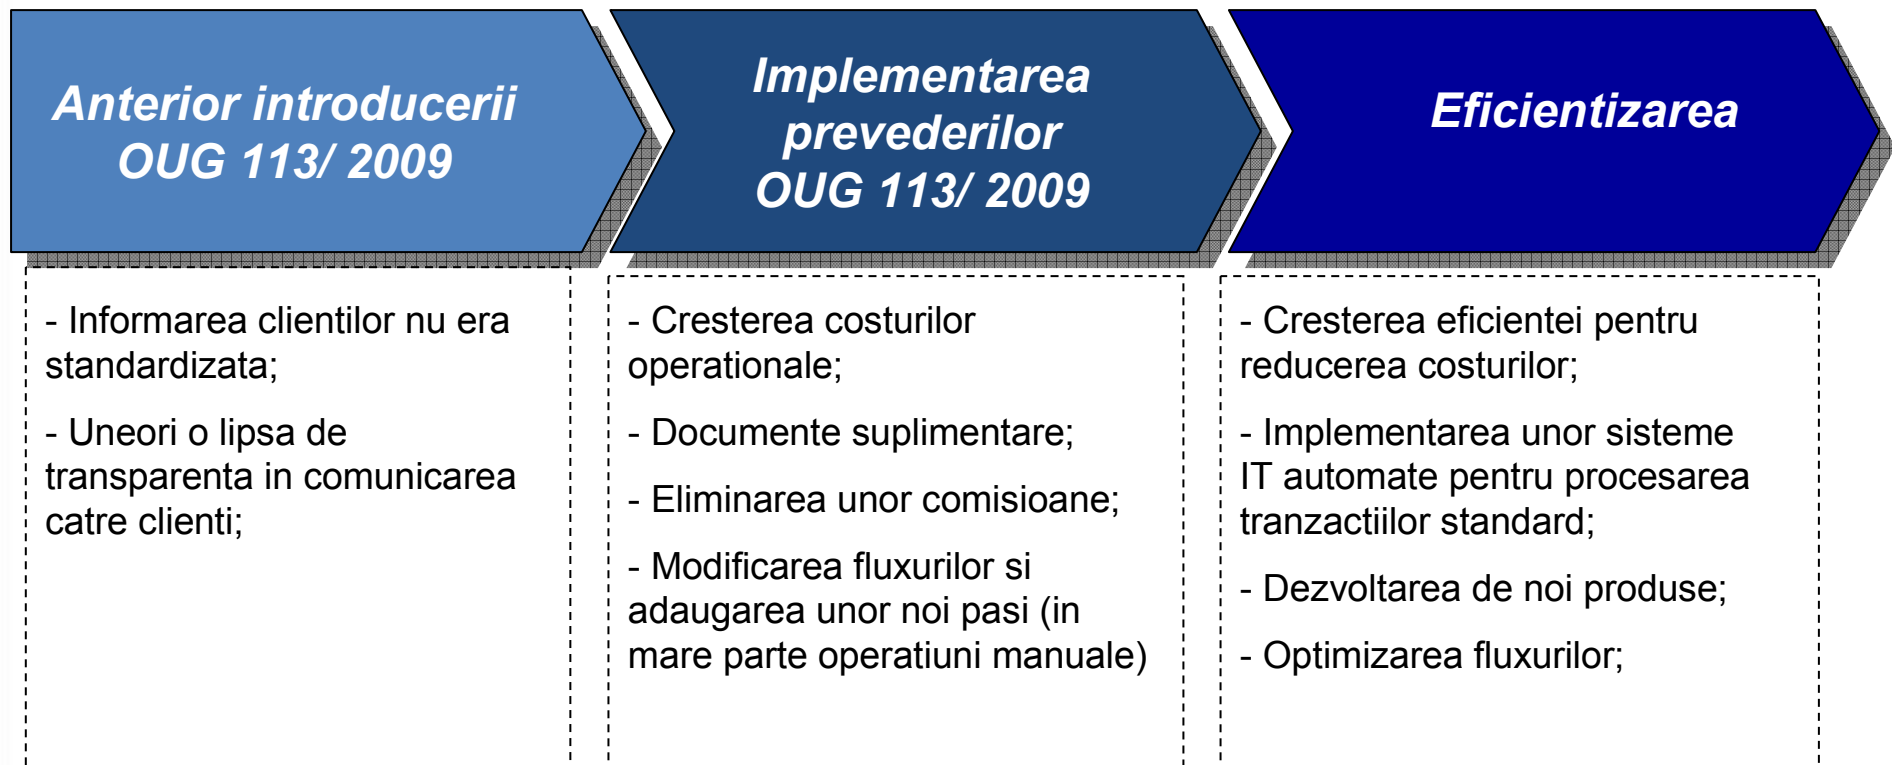 Anterior introducerii
OUG 113/ 2009
Implementarea
prevederilor
OUG 113/ 2009
Eficientizarea
- Informarea clientilor nu era
standardizata;
- Uneori o lipsa de
transparenta in comunicarea
catre clienti;
- Cresterea costurilor
operationale;
- Documente suplimentare;
- Eliminarea unor comisioane;
- Modificarea fluxurilor si
adaugarea unor noi pasi (in
mare parte operatiuni manuale)
- Cresterea eficientei pentru
reducerea costurilor;
- Implementarea unor sisteme
IT automate pentru procesarea
tranzactiilor standard;
- Dezvoltarea de noi produse;
- Optimizarea fluxurilor;